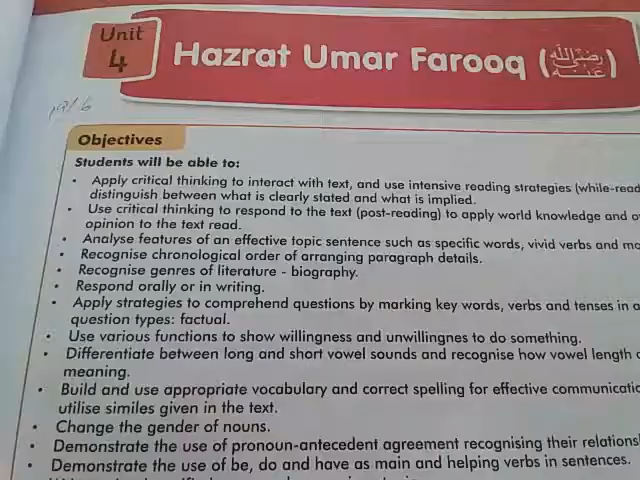 Unit
4
Hazrat Umar Farooq (رضي الله عنه)
Objectives
Students will be able to:
• Apply critical thinking to interact with text, and use intensive reading strategies (while-read
distinguish between what is clearly stated and what is implied.
• Use critical thinking to respond to the text (post-reading) to apply world knowledge and o
opinion to the text read.
• Analyse features of an effective topic sentence such as specific words, vivid verbs and mo
• Recognise chronological order of arranging paragraph details.
• Recognise genres of literature - biography.
• Respond orally or in writing.
• Apply strategies to comprehend questions by marking key words, verbs and tenses in a
question types: factual.
• Use various functions to show willingness and unwillingnes to do something.
• Differentiate between long and short vowel sounds and recognise how vowel length
meaning.
• Build and use appropriate vocabulary and correct spelling for effective communicatio
utilise similes given in the text.
• Change the gender of nouns.
• Demonstrate the use of pronoun-antecedent agreement recognising their relations
• Demonstrate the use of be, do and have as main and helping verbs in sentences.